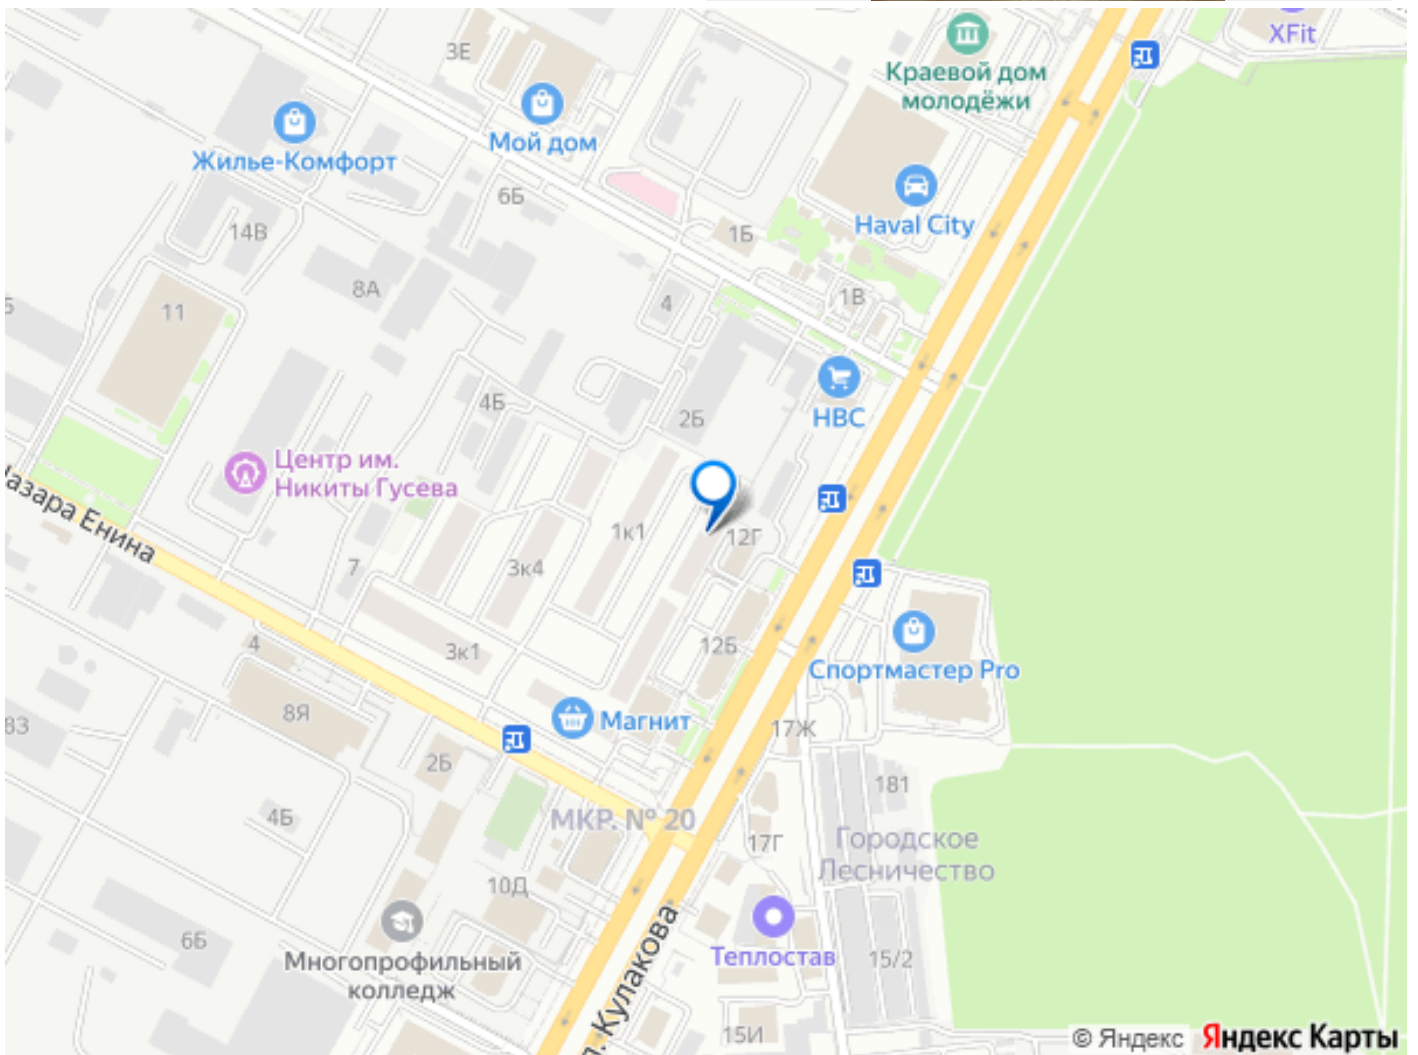 XFit
3Е
Краевой дом
молодёжи
Мой дом
Жилье-Комфорт
6Б
Haval City
14В
1Б
8А
1В
4
5
11
НВС
4Б
2Б
Центр им.
Никиты Гусева
1к1
12Г
Назара Енина
3к4
7
3к1
12Б
4
Спортмастер Pro
8Я
Магнит
17Ж
83
2Б
181
4Б
МКР. № 20
17Г
Городское
Лесничество
10Д
6Б
Многопрофильный
колледж
Теплостав
15/2
Кулакова
15И
© Яндекс Яндекс Карты